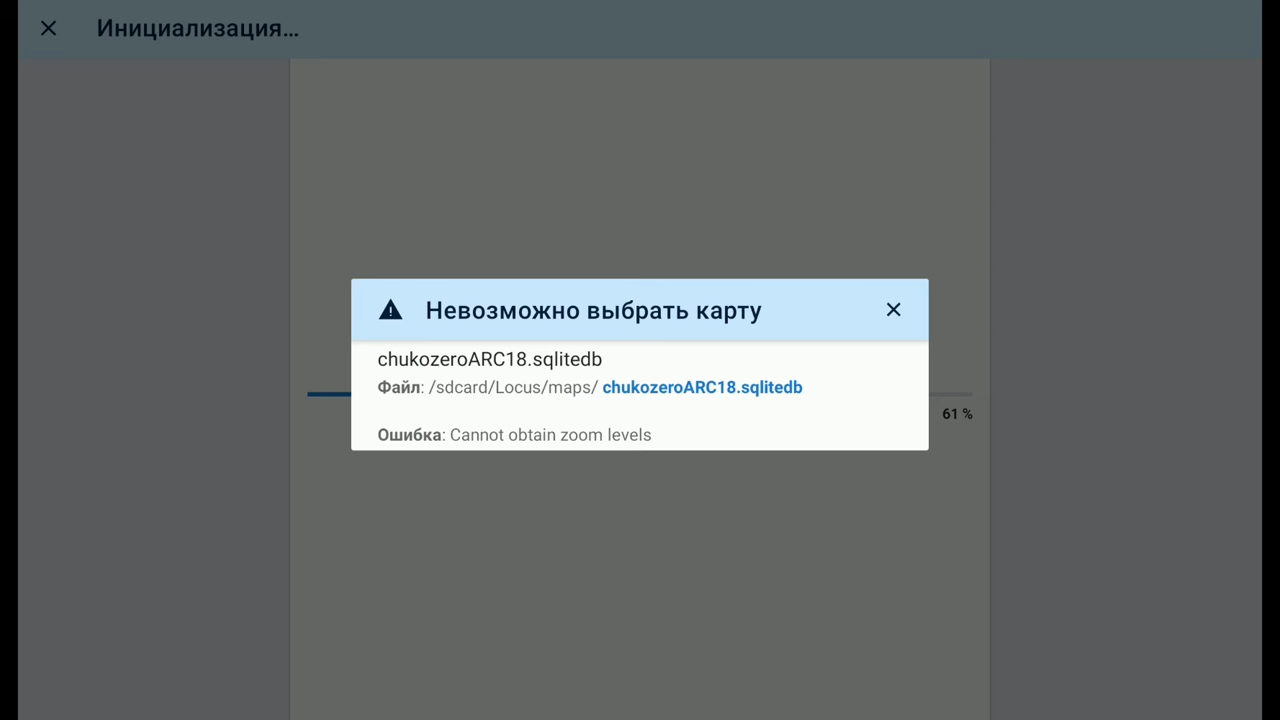 Инициализация…
Невозможно выбрать карту
chukozeroARC18.sqlitedb
Файл: /sdcard/Locus/maps/ chukozeroARC18.sqlitedb
61 %
Ошибка: Cannot obtain zoom levels